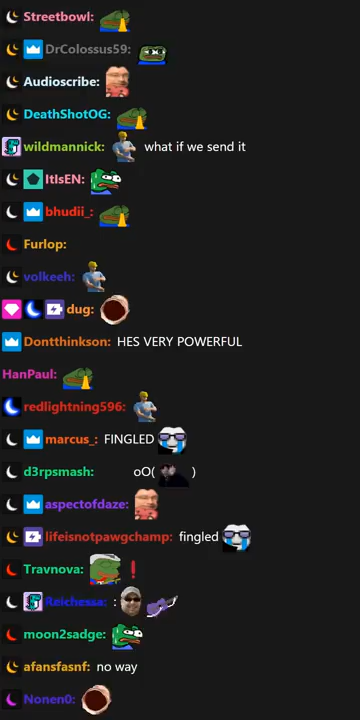 Streetbowl:
DrColossus59:
Audioscribe:
DeathShotOG:
wildmannick: what if we send it
ItIsEN:
bhudii_:
Furlop:
volkeeh:
dug:
Dontthinkson: HES VERY POWERFUL
HanPaul:
redlightning596:
marcus_: FINGLED
d3rpsmash: oO( )
aspectofdaze:
lifeisnotpawgchamp: fingled
Travnova:
Reichessa: :
moon2sadge:
afansfasnf: no way
Nonen0: